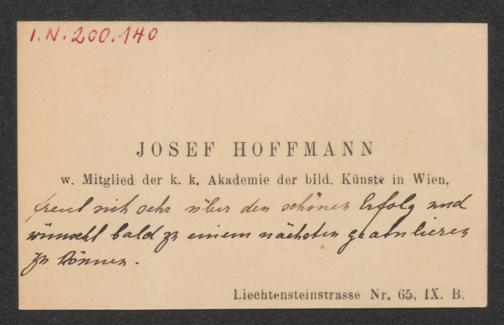 I.N. 200.140
JOSEF HOFFMANN
w. Mitglied der k. k. Akademie der bild. Künste in Wien,
freut sich sehr über den schönen Erfolg und
wünscht bald zu einem nächsten gratulieren
zu können.
Liechtensteinstrasse Nr. 65, IX. B.